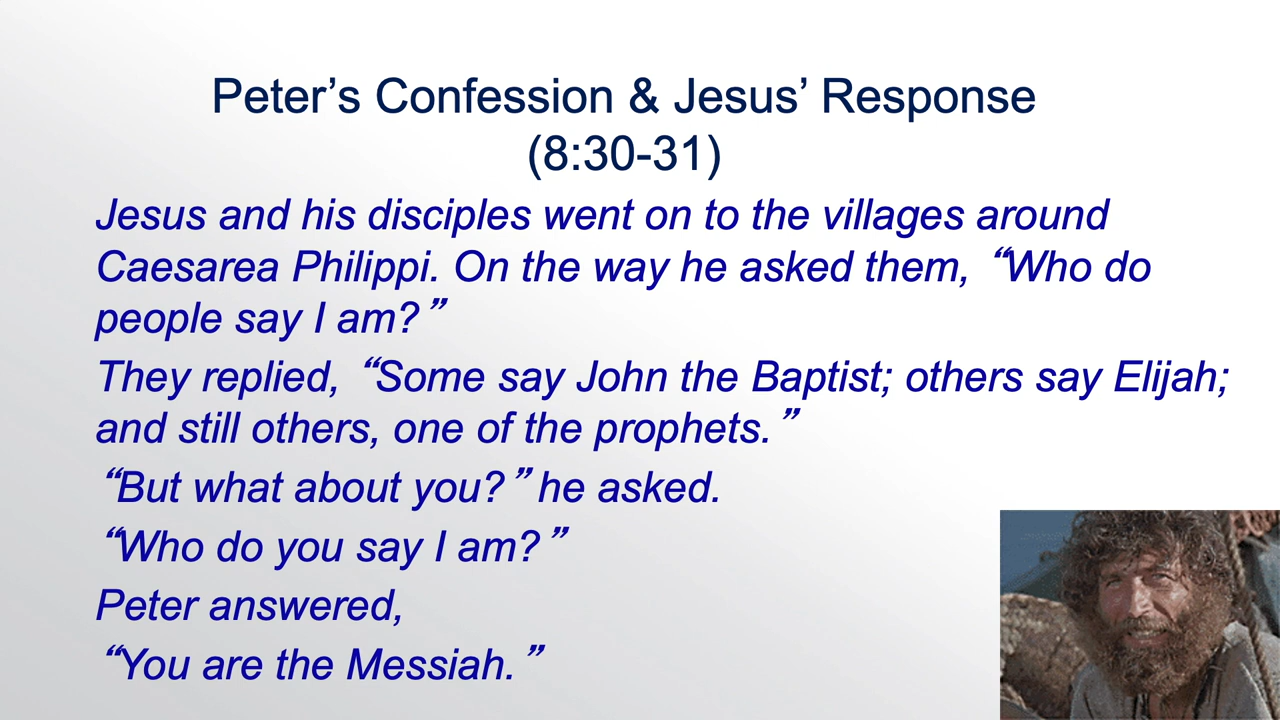 Peter’s Confession & Jesus’ Response
(8:30-31)
Jesus and his disciples went on to the villages around
Caesarea Philippi. On the way he asked them, “Who do
people say I am?”
They replied, “Some say John the Baptist; others say Elijah;
and still others, one of the prophets.”
“But what about you?” he asked.
“Who do you say I am?”
Peter answered,
“You are the Messiah.”